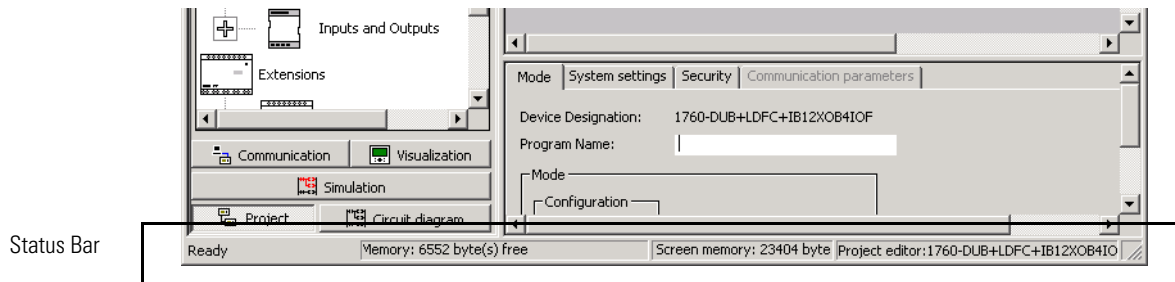 Inputs and Outputs
Extensions
Mode System settings Security Communication parameters
Device Designation: 1760-DUB+LDFC+IB12XOB4IOF
Program Name:
Mode
Configuration
Communication Visualization
Simulation
Project Circuit diagram
Status Bar
Ready Memory: 6552 byte(s) free Screen memory: 23404 byte Project editor:1760-DUB+LDFC+IB12XOB4IO